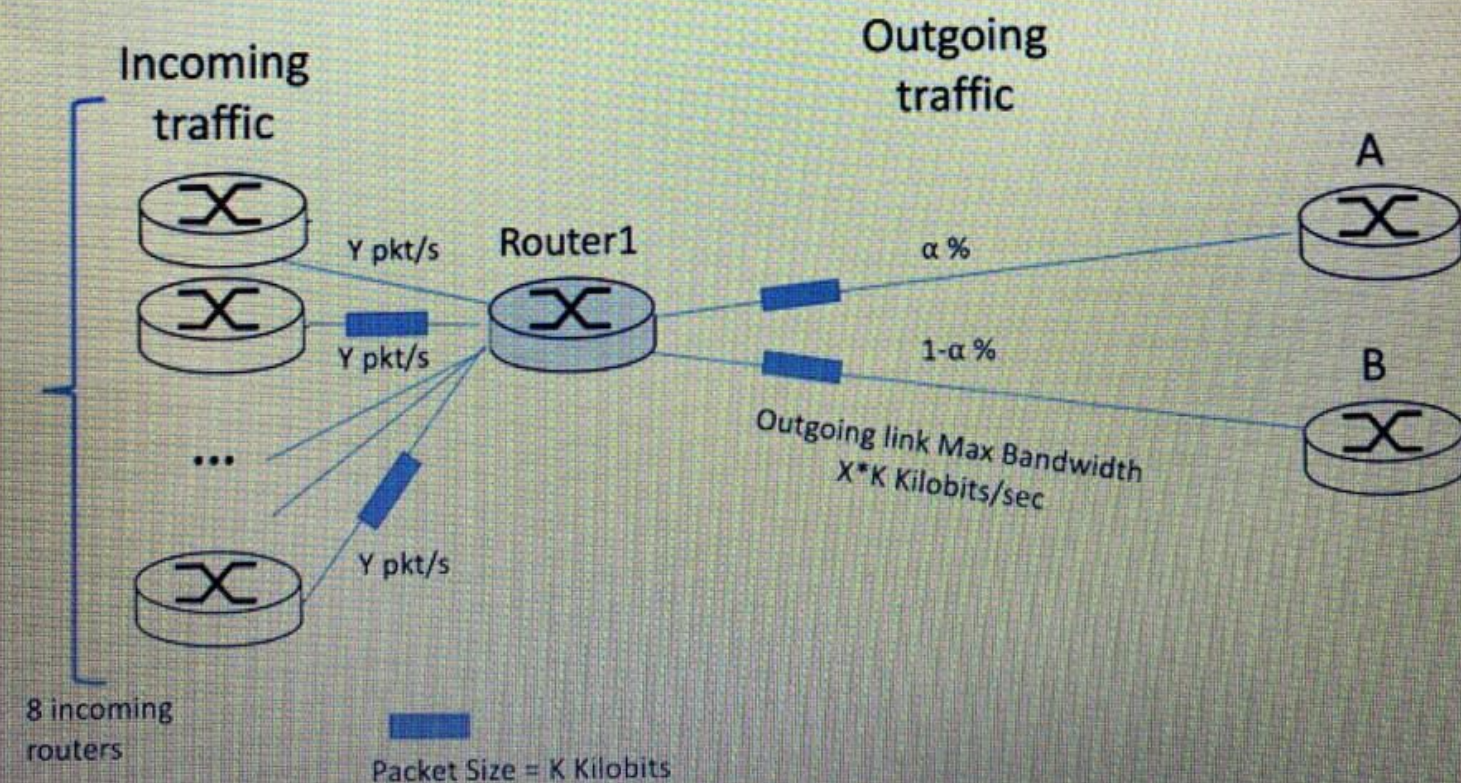 Incoming
traffic
Outgoing
traffic
A
Y pkt/s
Router1
α %
Y pkt/s
1-α %
B
Outgoing link Max Bandwidth
X*K Kilobits/sec
...
Y pkt/s
8 incoming
routers
Packet Size = K Kilobits